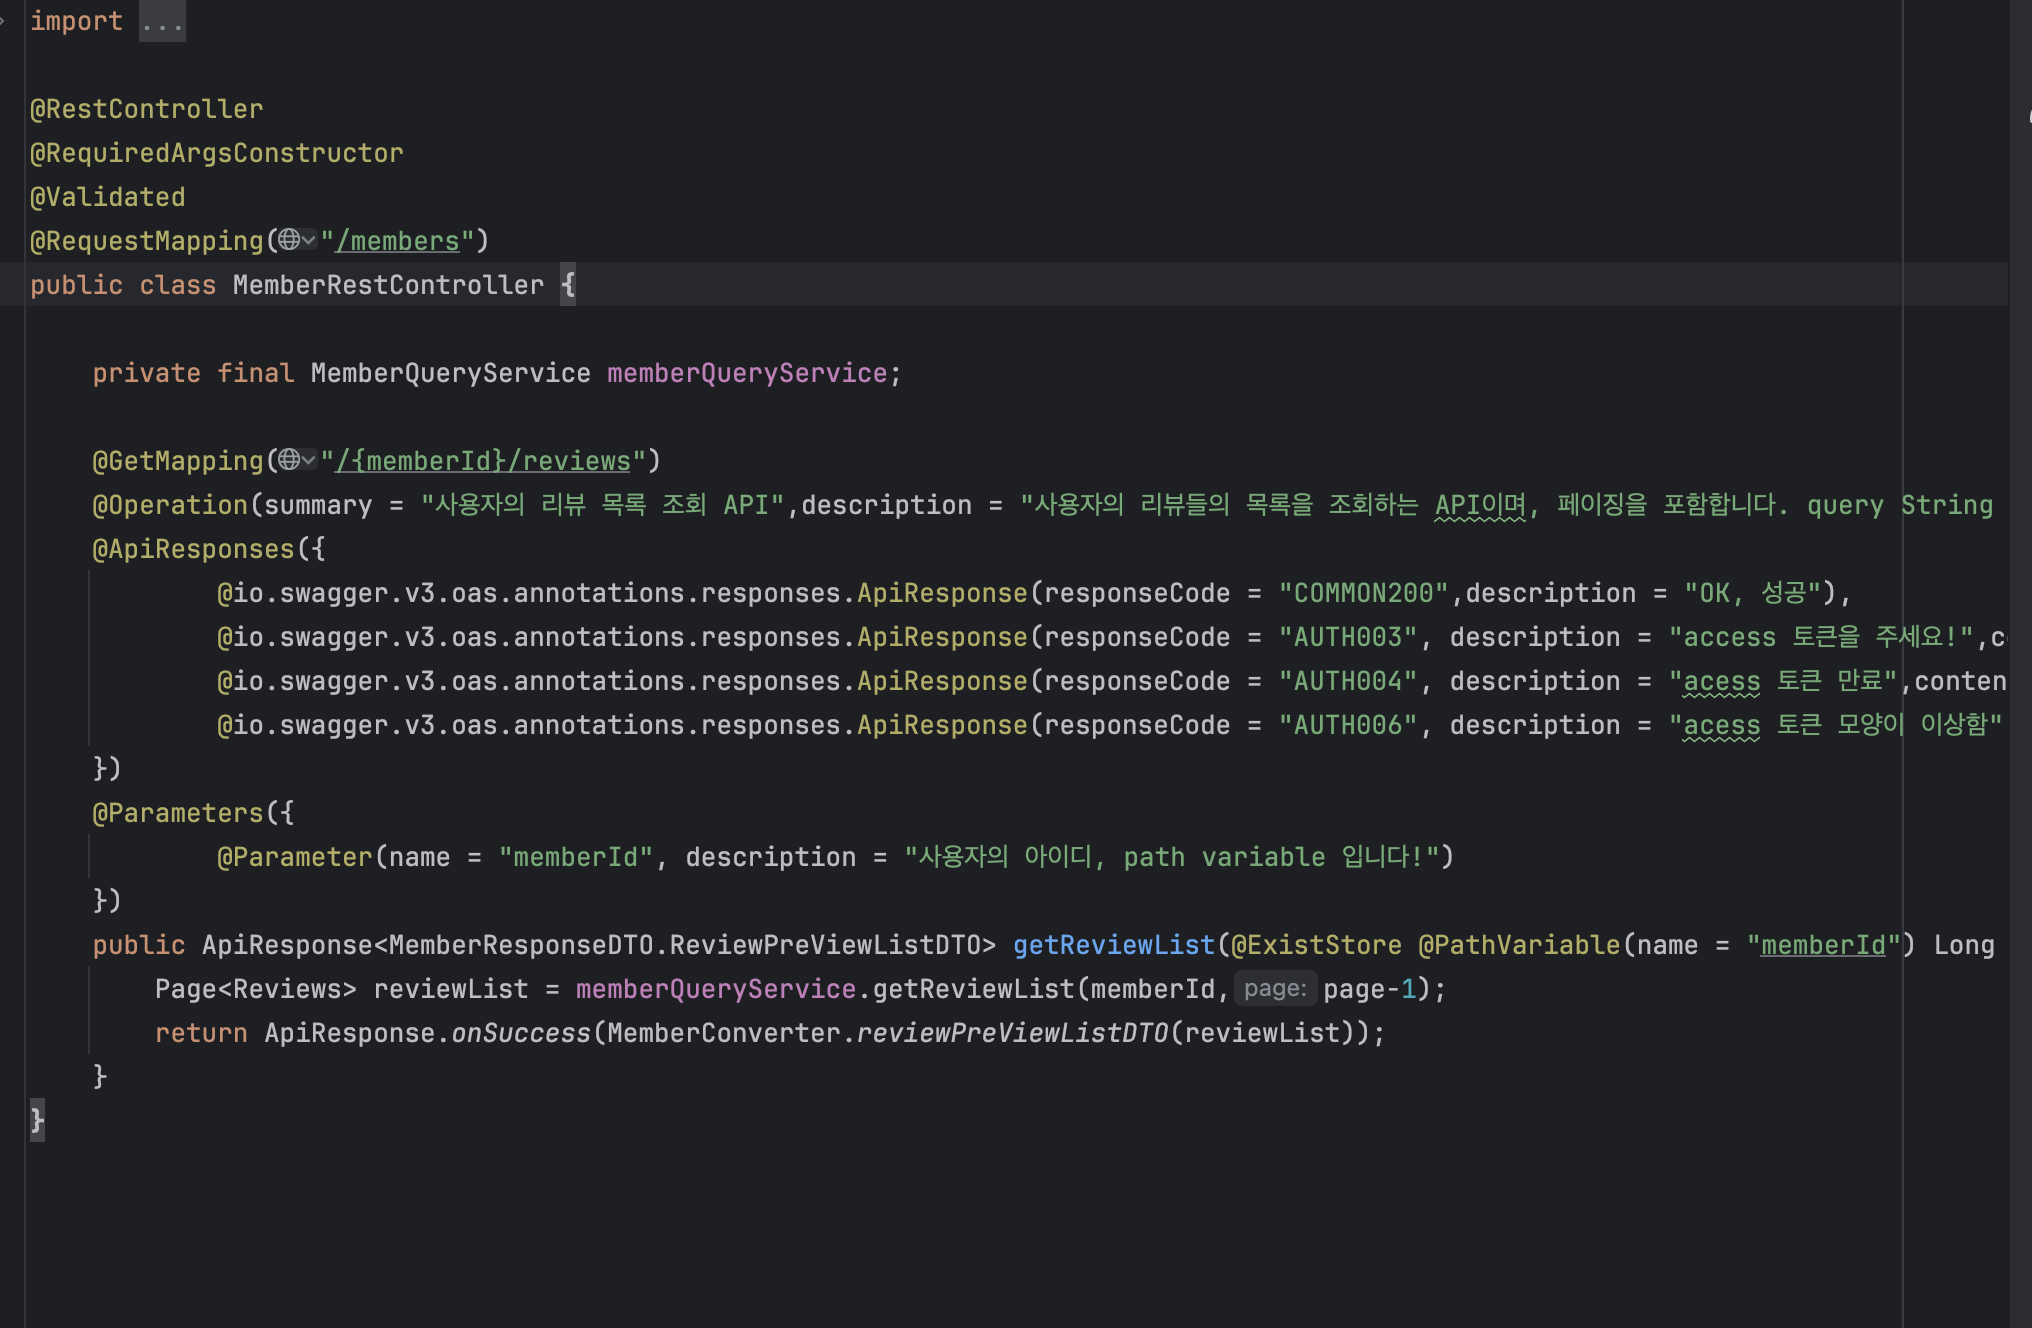 import ...
@RestController
@RequiredArgsConstructor
@Validated
@RequestMapping("/members")
public class MemberRestController {
private final MemberQueryService memberQueryService;
@GetMapping("/{memberId}/reviews")
@Operation(summary = "사용자의 리뷰 목록 조회 API",description = "사용자의 리뷰들의 목록을 조회하는 API이며, 페이징을 포함합니다. query String
@ApiResponses({
@io.swagger.v3.oas.annotations.responses.ApiResponse(responseCode = "COMMON200",description = "OK, 성공"),
@io.swagger.v3.oas.annotations.responses.ApiResponse(responseCode = "AUTH003", description = "access 토큰을 주세요!",c
@io.swagger.v3.oas.annotations.responses.ApiResponse(responseCode = "AUTH004", description = "acess 토큰 만료",conten
@io.swagger.v3.oas.annotations.responses.ApiResponse(responseCode = "AUTH006", description = "acess 토큰 모양이 이상함"
})
@Parameters({
@Parameter(name = "memberId", description = "사용자의 아이디, path variable 입니다!")
})
public ApiResponse<MemberResponseDTO.ReviewPreViewListDTO> getReviewList(@ExistStore @PathVariable(name = "memberId") Long
Page<Reviews> reviewList = memberQueryService.getReviewList(memberId, page: page-1);
return ApiResponse.onSuccess(MemberConverter.reviewPreViewListDTO(reviewList));
}
}